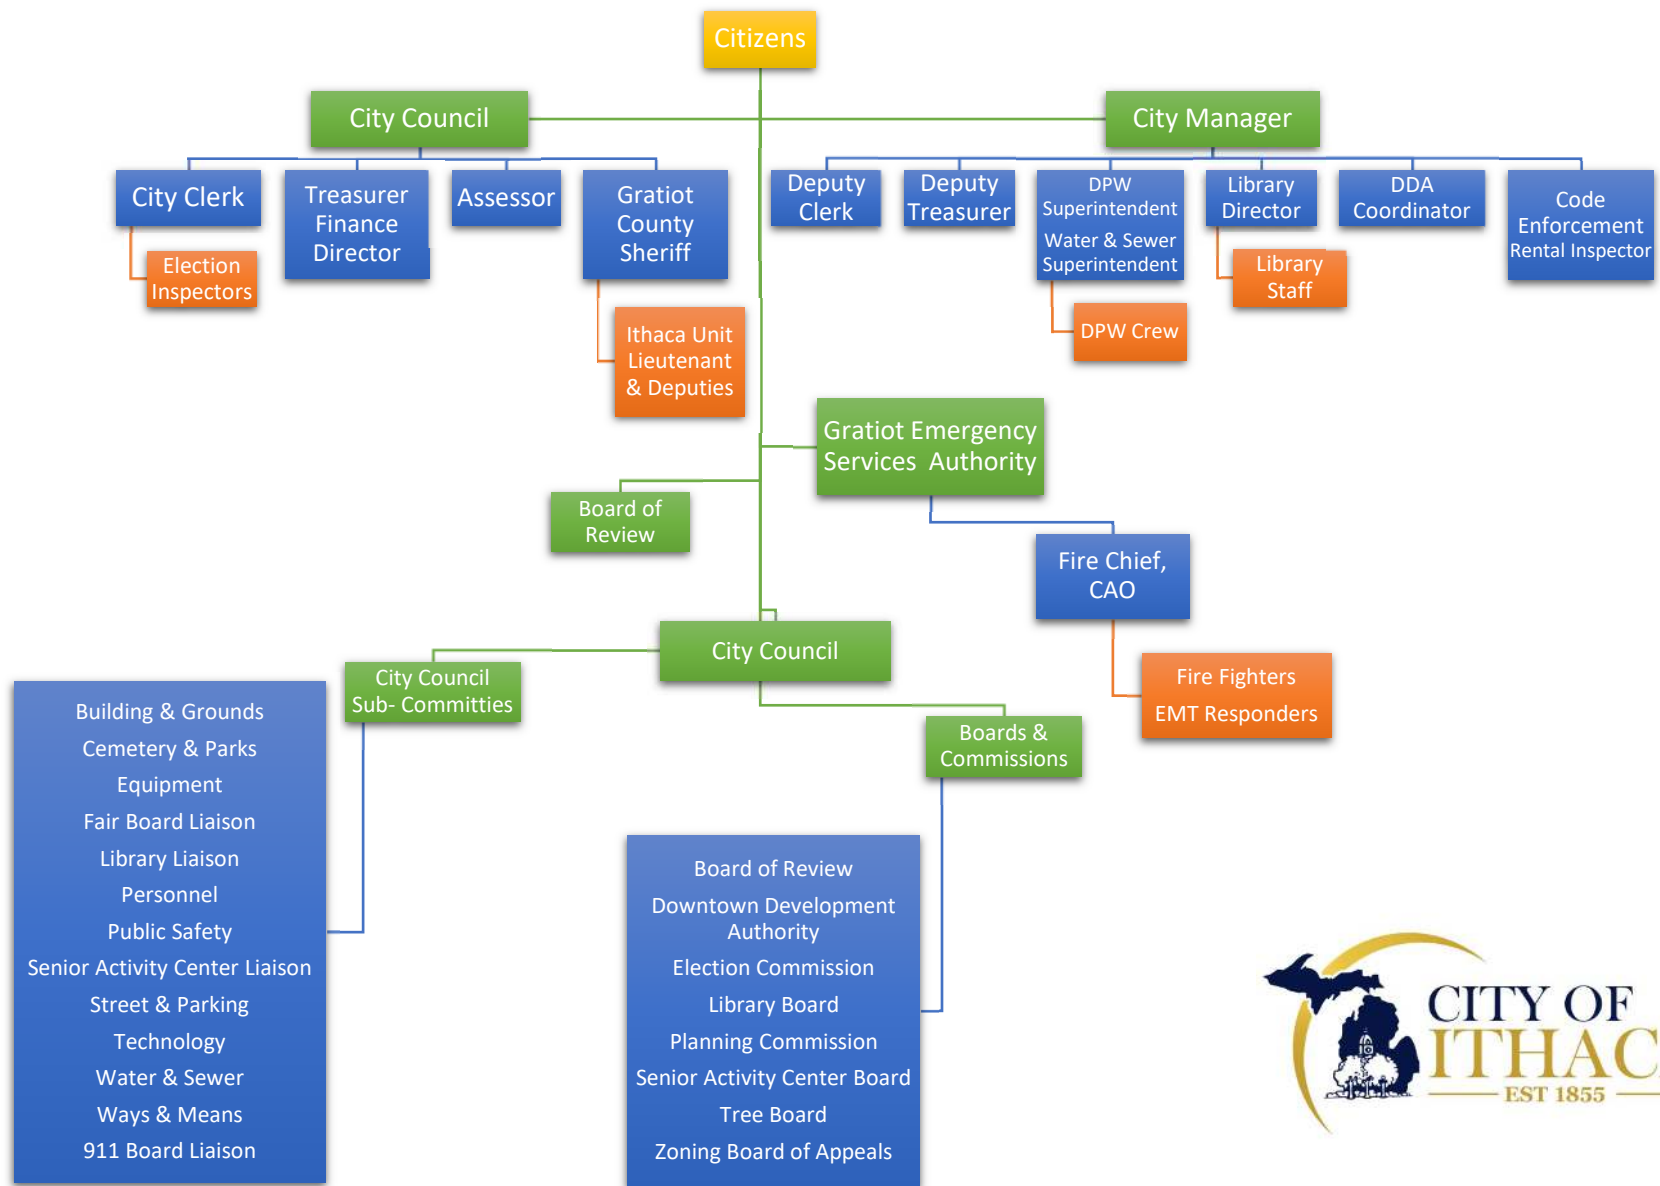 Citizens
City Council
City Manager
City Clerk
Treasurer
Finance
Director
Assessor
Gratiot
County
Sheriff
Deputy
Clerk
Deputy
Treasurer
DPW
Superintendent
Water & Sewer
Superintendent
Library
Director
DDA
Coordinator
Code
Enforcement
Rental Inspector
Election
Inspectors
Ithaca Unit
Lieutenant
& Deputies
DPW Crew
Library
Staff
Gratiot Emergency
Services Authority
Board of
Review
Fire Chief,
CAO
Fire Fighters
EMT Responders
City Council
City Council
Sub- Committies
Boards &
Commissions
Building & Grounds
Cemetery & Parks
Equipment
Fair Board Liaison
Library Liaison
Personnel
Public Safety
Senior Activity Center Liaison
Street & Parking
Technology
Water & Sewer
Ways & Means
911 Board Liaison
Board of Review
Downtown Development
Authority
Election Commission
Library Board
Planning Commission
Senior Activity Center Board
Tree Board
Zoning Board of Appeals
CITY OF
ITHAC
EST 1855